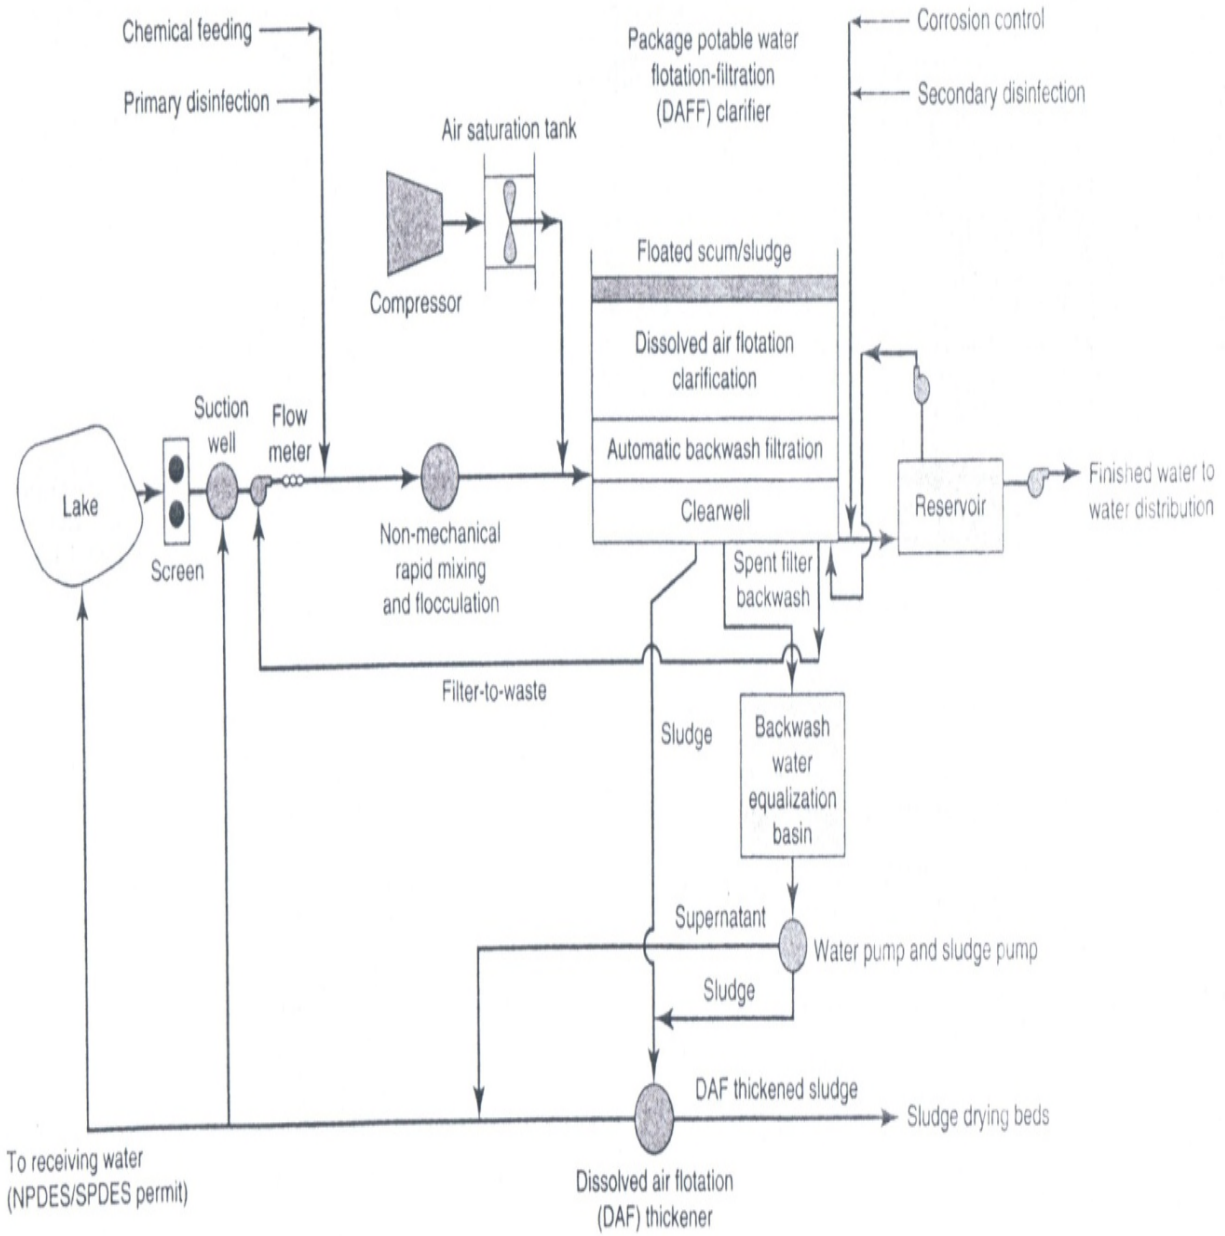 Chemical feeding
Primary disinfection
Package potable water
flotation-filtration
(DAFF) clarifier
Corrosion control
Secondary disinfection
Air saturation tank
Compressor
Floated scum/sludge
Dissolved air flotation
clarification
Automatic backwash filtration
Clearwell
Suction
well
Flow
meter
Lake
Screen
Non-mechanical
rapid mixing
and flocculation
Spent filter
backwash
Reservoir
Finished water to
water distribution
Filter-to-waste
Sludge
Backwash
water
equalization
basin
Supernatant
Water pump and sludge pump
Sludge
DAF thickened sludge
Sludge drying beds
To receiving water
(NPDES/SPDES permit)
Dissolved air flotation
(DAF) thickener